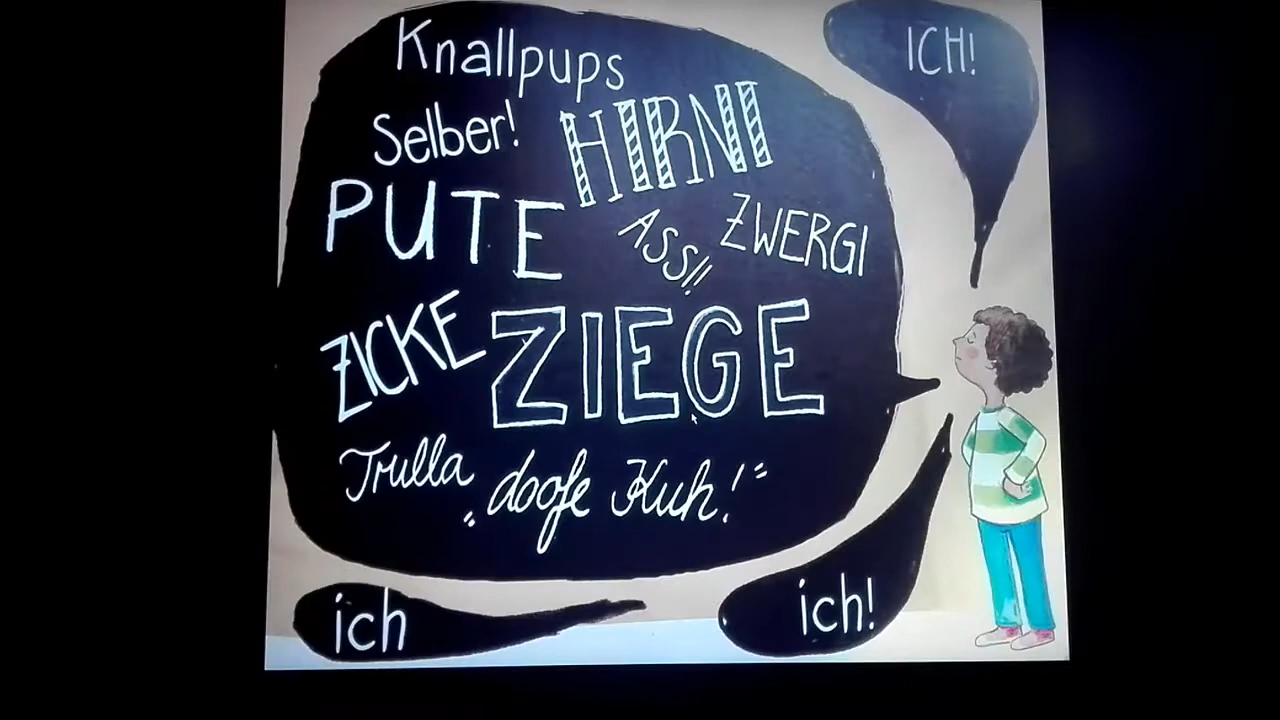 Knallpups
ICH!
Selber!
HIRNI
PUTE
ASSI!
ZWERGI
ZICKE
ZIEGE
Trulla
„doofe Kuh!“
ich
ich!